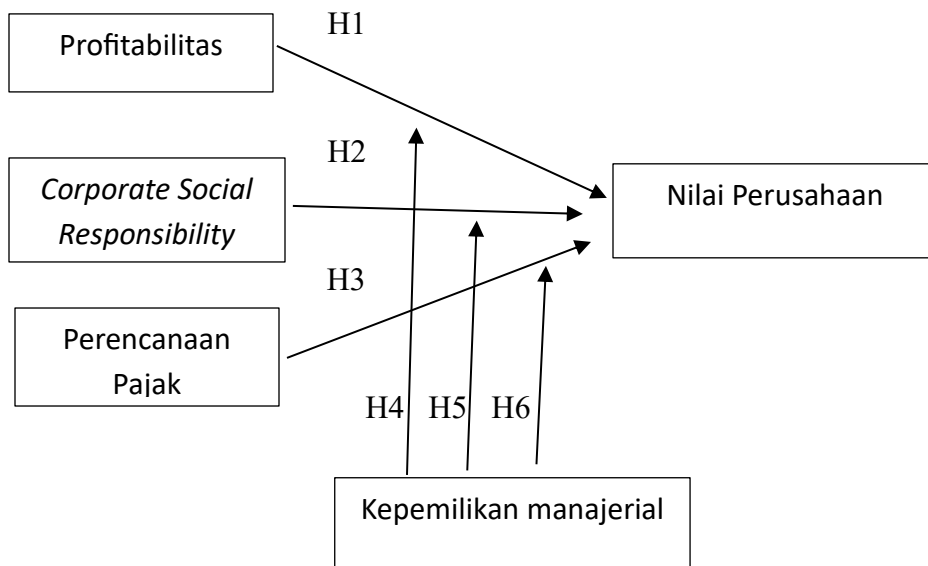 H1
Profitabilitas
H2
Corporate Social
Responsibility
Nilai Perusahaan
H3
Perencanaan
Pajak
H4 H5 H6
Kepemilikan manajerial